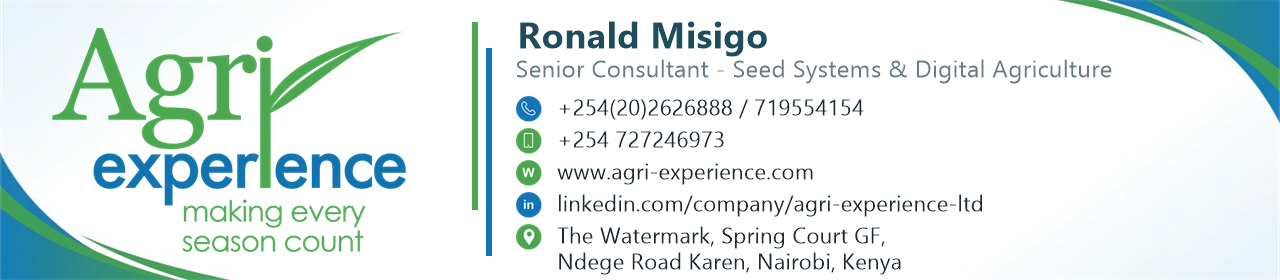 Agri
experience
making every
season count
Ronald Misigo
Senior Consultant - Seed Systems & Digital Agriculture
+254(20)2626888 / 719554154
+254 727246973
W www.agri-experience.com
in linkedin.com/company/agri-experience-ltd
The Watermark, Spring Court GF,
Ndege Road Karen, Nairobi, Kenya